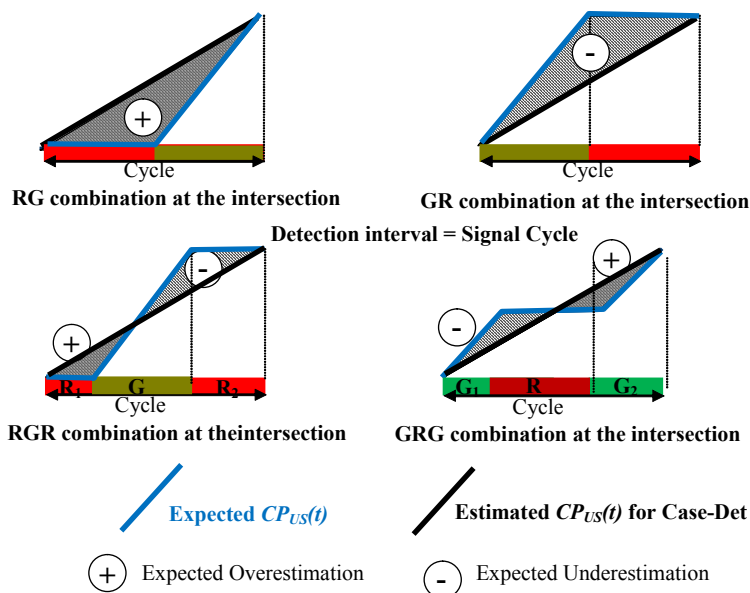 +
-
Cycle
Cycle
RG combination at the intersection
GR combination at the intersection
Detection interval = Signal Cycle
+
-
-
+
R1 G R2
G1 R G2
Cycle
Cycle
RGR combination at theintersection
GRG combination at the intersection
Expected CPUS(t)
Estimated CPUS(t) for Case-Det
+ Expected Overestimation
- Expected Underestimation